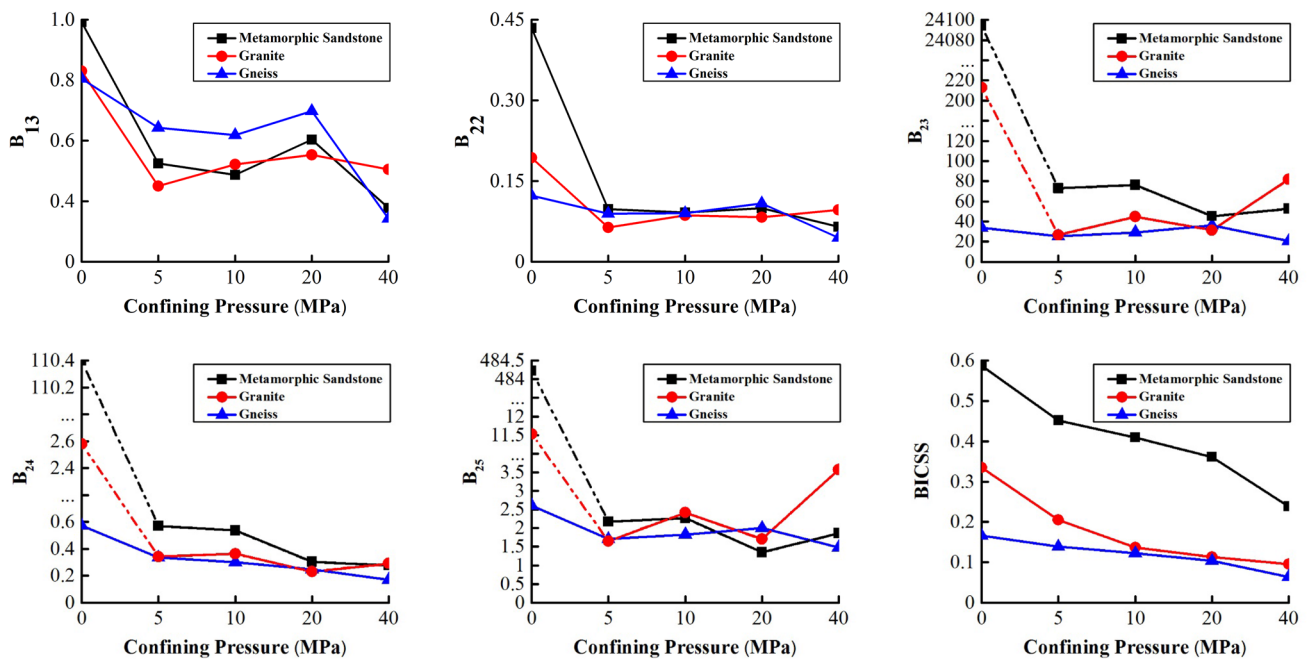 B13
1.0
0.8
0.6
0.4
0
Metamorphic Sandstone
Granite
Gneiss
0 5 10 20 40
Confining Pressure (MPa)
B22
0.45
0.30
0.15
0
Metamorphic Sandstone
Granite
Gneiss
0 5 10 20 40
Confining Pressure (MPa)
B23
24100
24080
...
220
200
...
120
100
80
60
40
20
0
Metamorphic Sandstone
Granite
Gneiss
0 5 10 20 40
Confining Pressure (MPa)
B24
110.4
110.2
...
2.6
2.4
...
0.6
0.4
0.2
0
Metamorphic Sandstone
Granite
Gneiss
0 5 10 20 40
Confining Pressure (MPa)
B25
484.5
484
...
12
11.5
...
3.5
3
2.5
2
1.5
1
0.5
0
Metamorphic Sandstone
Granite
Gneiss
0 5 10 20 40
Confining Pressure (MPa)
BICSS
0.6
0.5
0.4
0.3
0.2
0.1
0
Metamorphic Sandstone
Granite
Gneiss
0 5 10 20 40
Confining Pressure (MPa)